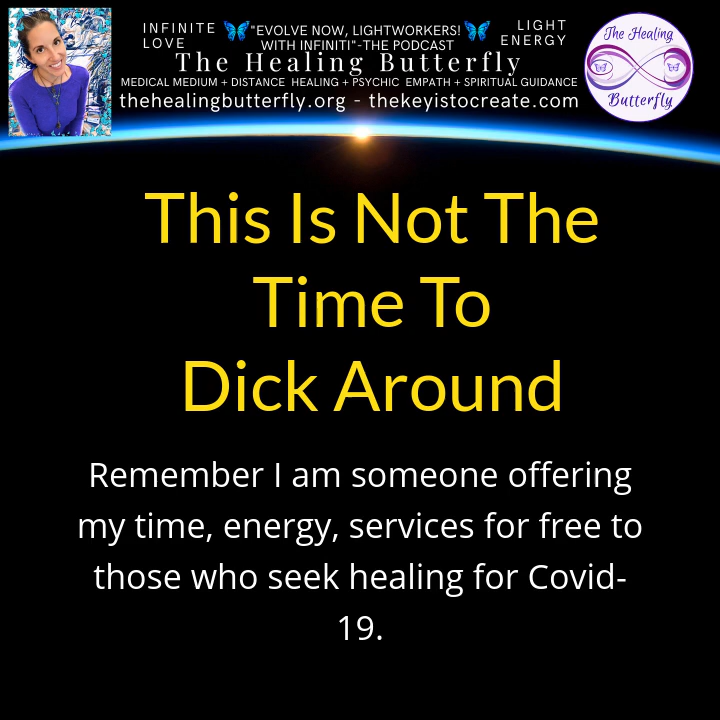 INFINITE LOVE
"EVOLVE NOW, LIGHTWORKERS!
WITH INFINITI"-THE PODCAST
LIGHT ENERGY
The Healing Butterfly
MEDICAL MEDIUM + DISTANCE HEALING + PSYCHIC EMPATH + SPIRITUAL GUIDANCE
thehealingbutterfly.org - thekeyistocreate.com
The Healing
Butterfly
This Is Not The
Time To
Dick Around
Remember I am someone offering
my time, energy, services for free to
those who seek healing for Covid-
19.